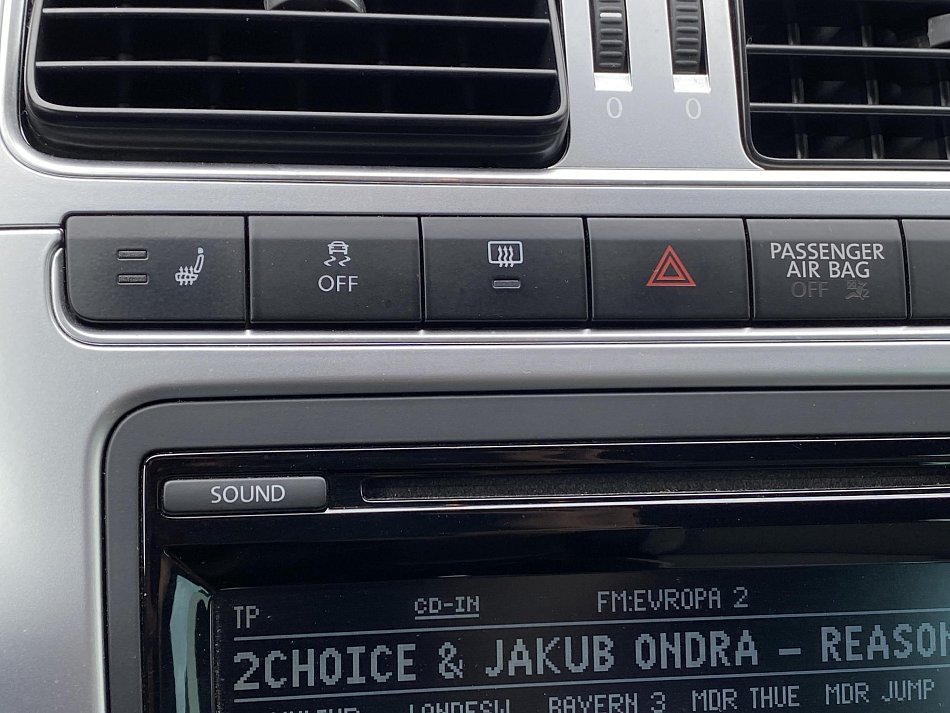 0 0
OFF
PASSENGER
AIR BAG
OFF
SOUND
TP CD-IN FM:EVROPA 2
2CHOICE & JAKUB ONDRA – REASON
BAYERN 3 MDR THUE MDR JUMP